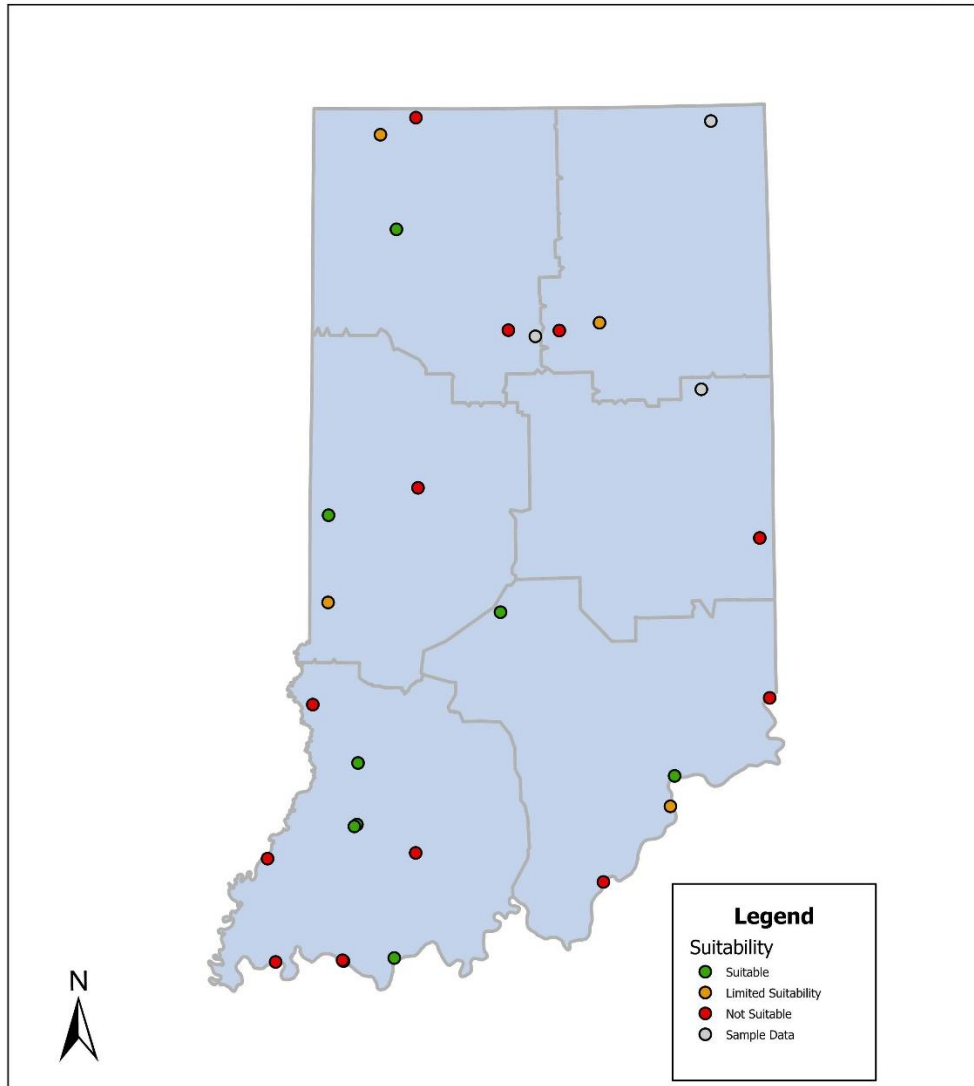 N
Legend
Suitability
Suitable
Limited Suitability
Not Suitable
Sample Data